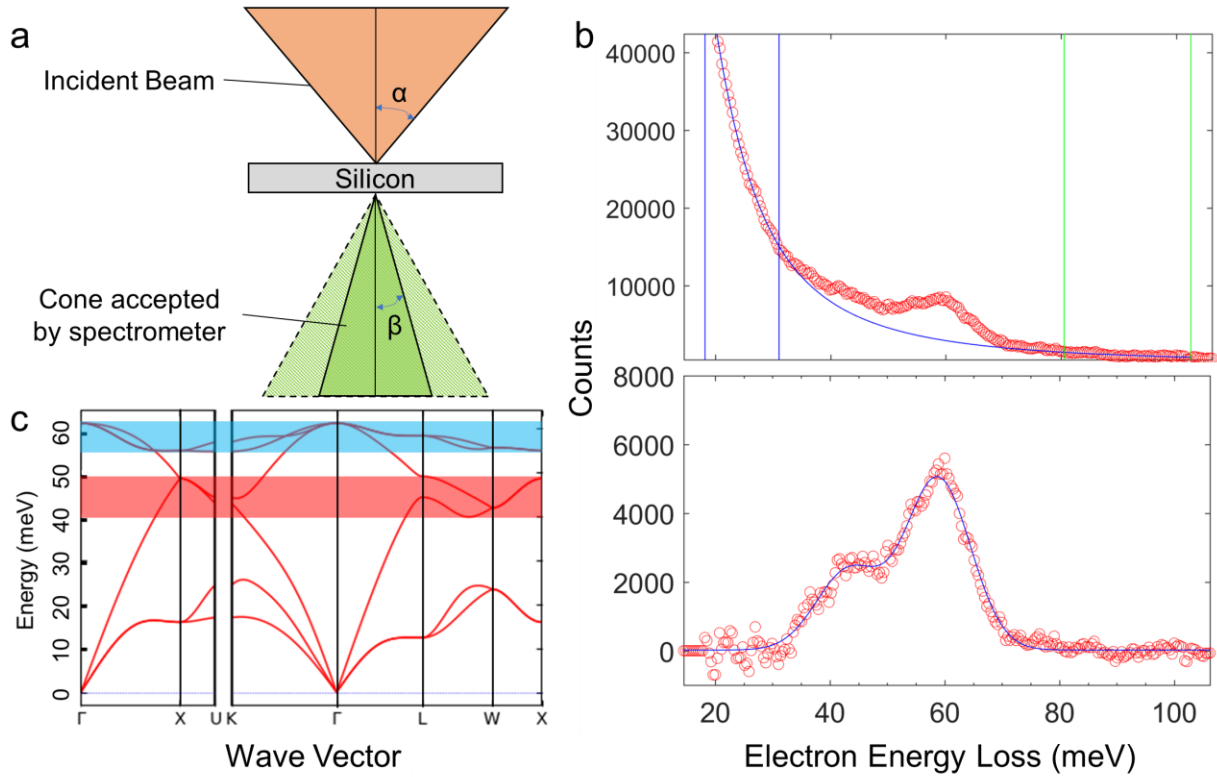 a
Incident Beam
α
Silicon
Cone accepted
by spectrometer
β
b
40000
30000
20000
10000
Counts
8000
6000
4000
2000
0
20
40
60
80
100
Electron Energy Loss (meV)
c
Energy (meV)
60
50
40
30
20
10
0
Γ
X
U
K
Γ
L
W
X
Wave Vector